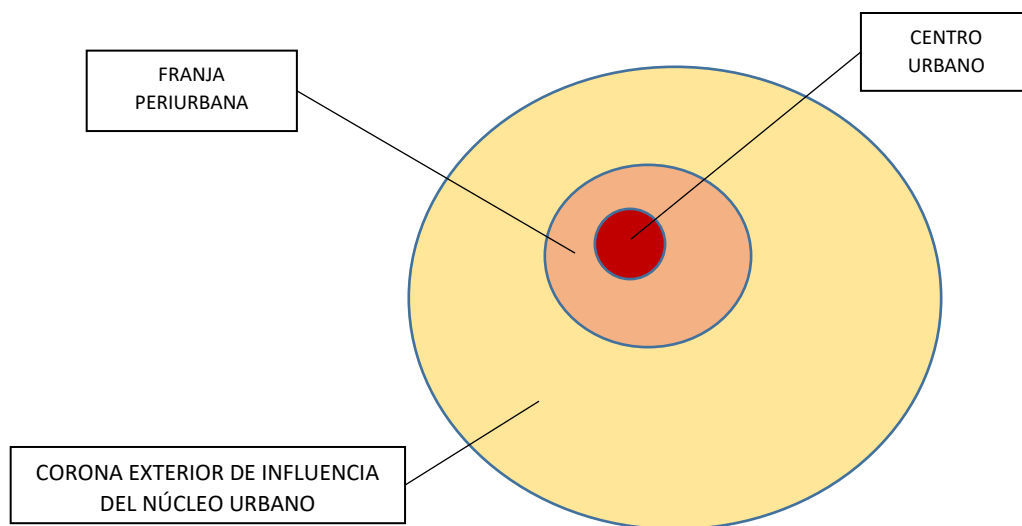 CENTRO
URBANO
FRANJA
PERIURBANA
CORONA EXTERIOR DE INFLUENCIA
DEL NÚCLEO URBANO